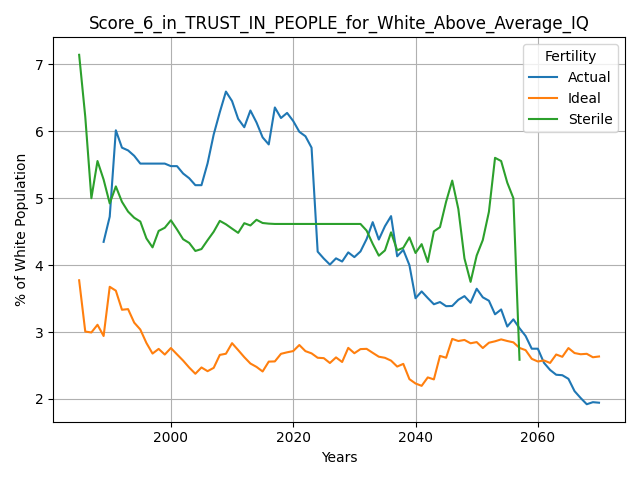 Score_6_in_TRUST_IN_PEOPLE_for_White_Above_Average_IQ
Fertility
Actual
Ideal
Sterile
% of White Population
7
6
5
4
3
2
2000
2020
2040
2060
Years